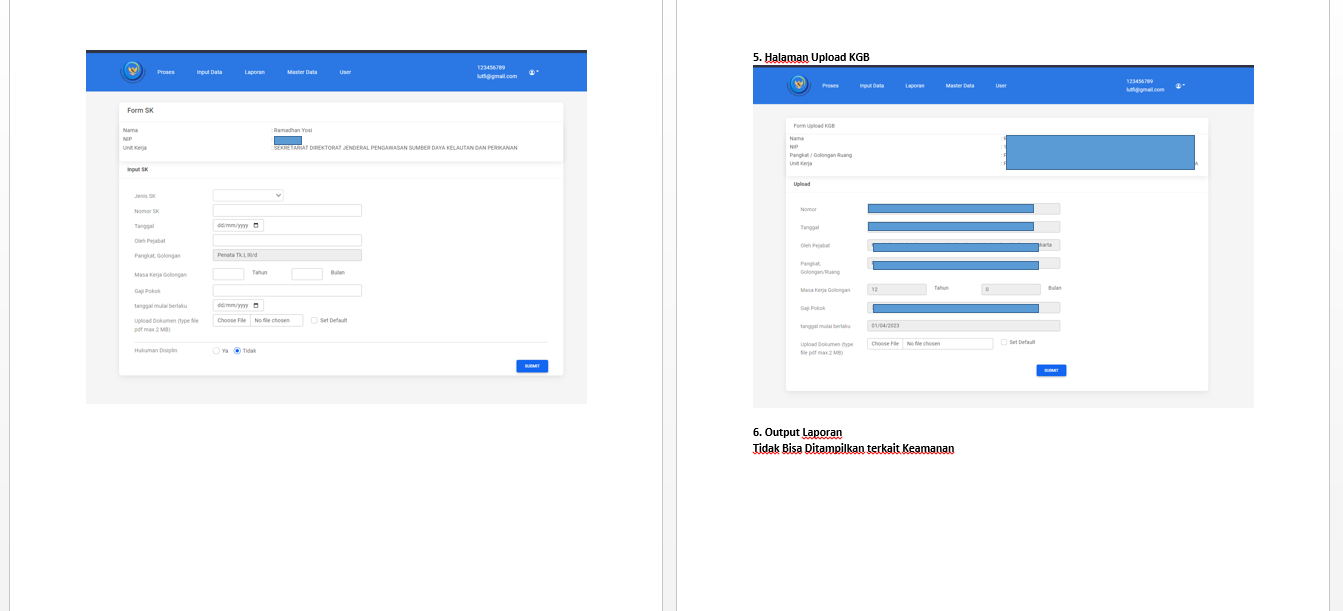 Proses Input Data Laporan Master Data User
123456789
lutfi@gmail.com
Form SK
Nama : Ramadhan Yosi
NIP
Unit Kerja : SEKRETARIAT DIREKTORAT JENDERAL PENGAWASAN SUMBER DAYA KELAUTAN DAN PERIKANAN
Input SK
Jenis SK
Nomor SK
Tanggal dd/mm/yyyy
Oleh Pejabat
Pangkat, Golongan Penata Tk.I, III/d
Masa Kerja Golongan Tahun Bulan
Gaji Pokok
tanggal mulai berlaku dd/mm/yyyy
Upload Dokumen (type file Choose File No file chosen Set Default
pdf max.2 MB)
Hukuman Disiplin Ya Tidak
SUBMIT
5. Halaman Upload KGB
Proses Input Data Laporan Master Data User
123456789
lutfi@gmail.com
Form Upload KGB
Nama :
NIP :
Pangkat / Golongan Ruang :
Unit Kerja : A
Upload
Nomor
Tanggal
Oleh Pejabat
Pangkat,
Golongan/Ruang
Masa Kerja Golongan 12 Tahun 0 Bulan
Gaji Pokok
tanggal mulai berlaku 01/04/2023
Upload Dokumen (type Choose File No file chosen Set Default
file pdf max.2 MB)
SUBMIT
6. Output Laporan
Tidak Bisa Ditampilkan terkait Keamanan